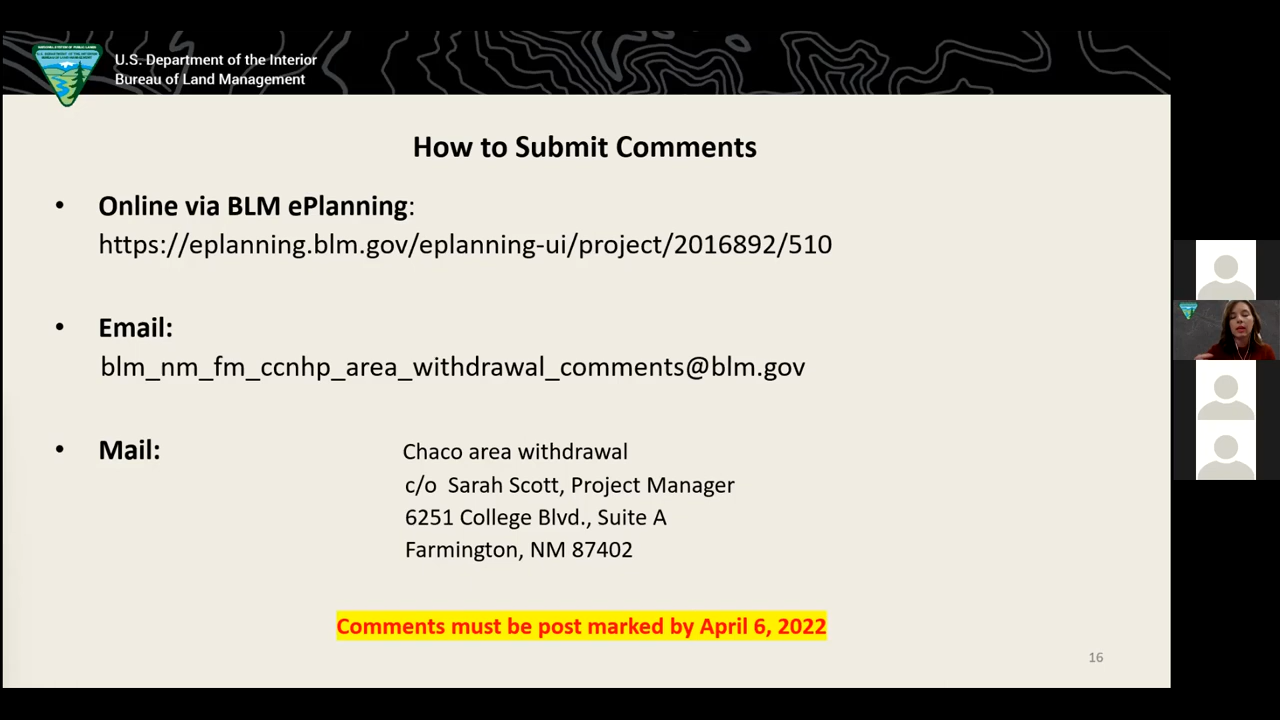 U.S. Department of the Interior
Bureau of Land Management
How to Submit Comments
• Online via BLM ePlanning:
https://eplanning.blm.gov/eplanning-ui/project/2016892/510
• Email:
blm_nm_fm_ccnhp_area_withdrawal_comments@blm.gov
• Mail: Chaco area withdrawal
c/o Sarah Scott, Project Manager
6251 College Blvd., Suite A
Farmington, NM 87402
Comments must be post marked by April 6, 2022
16